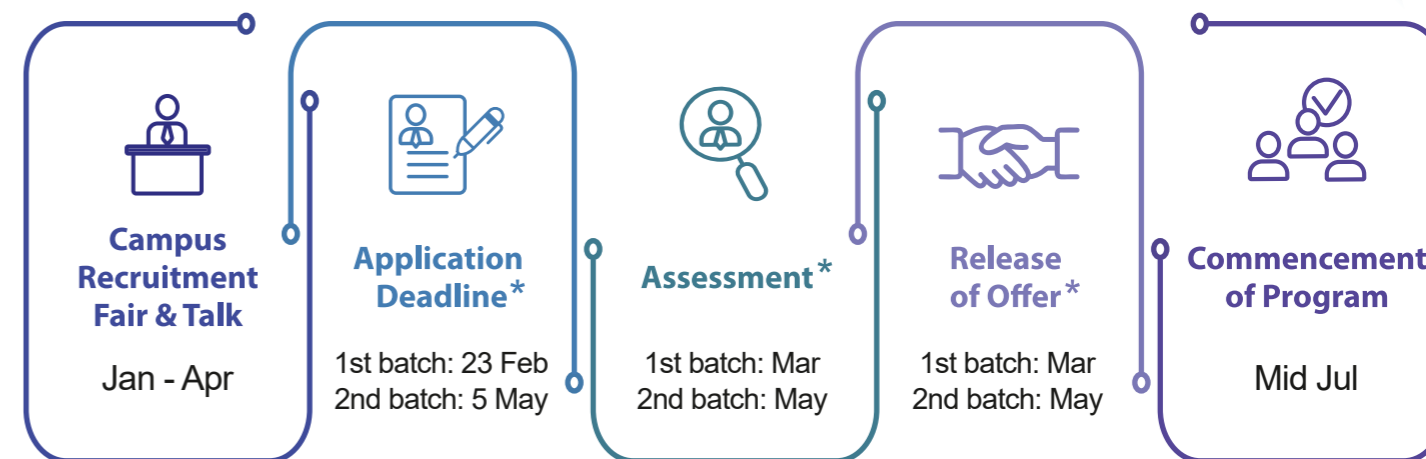 Campus
Recruitment
Fair & Talk
Jan - Apr
Application
Deadline*
1st batch: 23 Feb
2nd batch: 5 May
Assessment*
1st batch: Mar
2nd batch: May
Release
of Offer*
1st batch: Mar
2nd batch: May
Commencement
of Program
Mid Jul